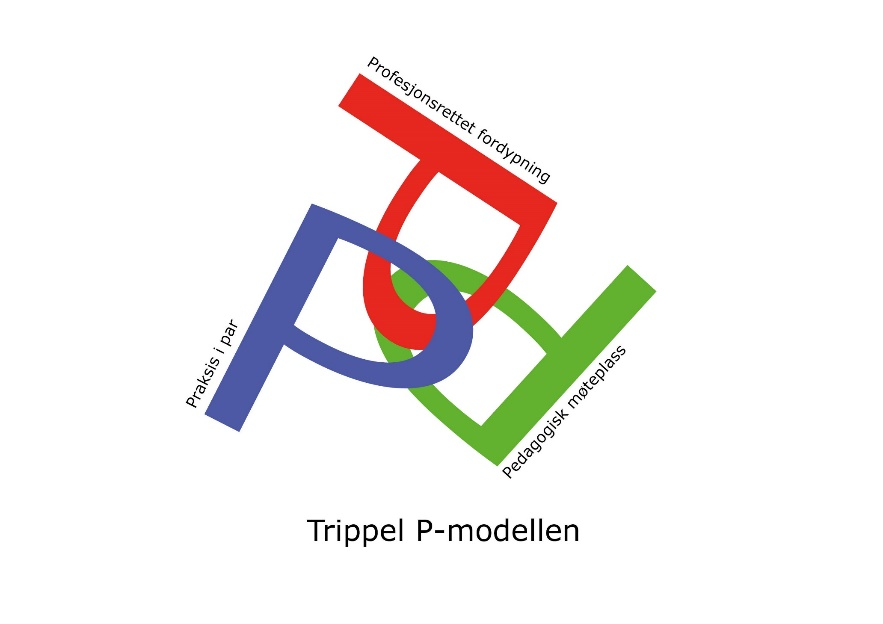 Profesjonsrettet fordypning
Praksis i par
Pedagogisk møteplass
Trippel P-modellen